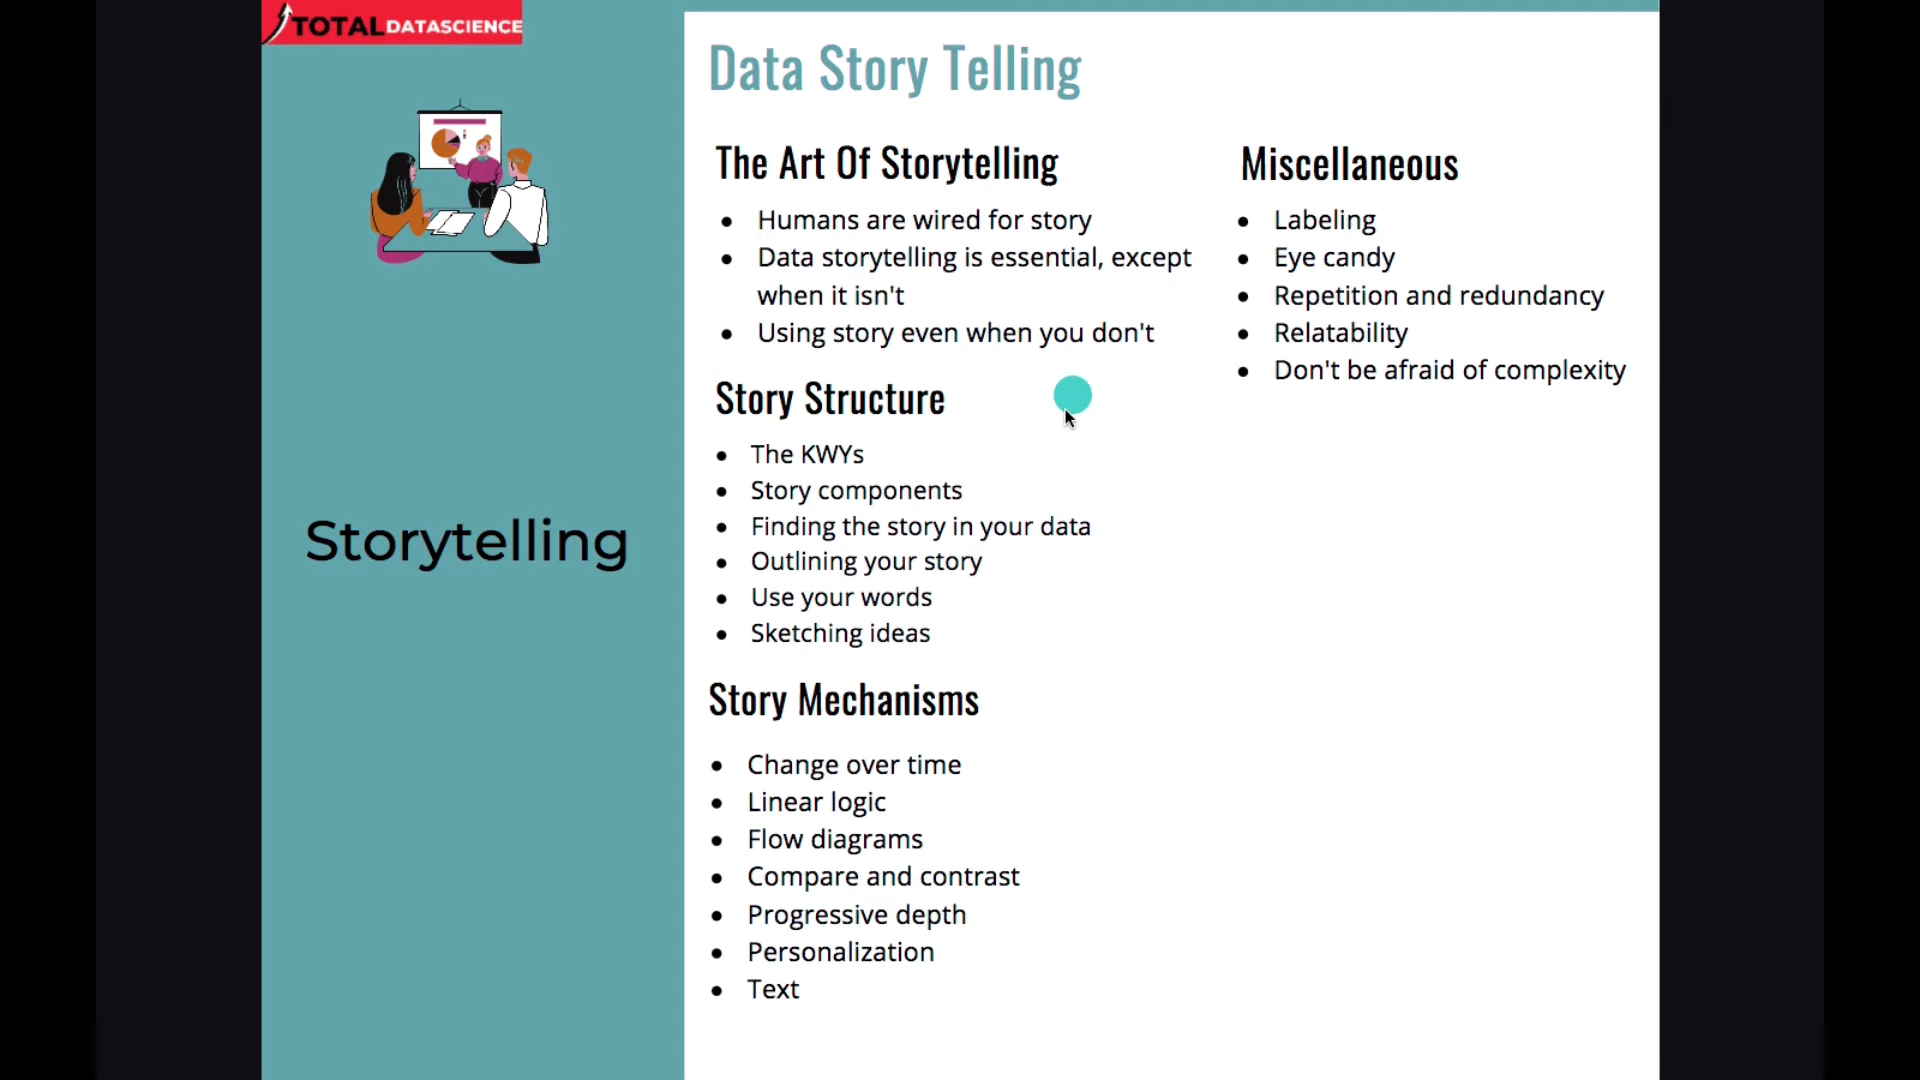 TOTALDATASCIENCE
Storytelling
Data Story Telling
The Art Of Storytelling
• Humans are wired for story
• Data storytelling is essential, except
when it isn't
• Using story even when you don't
Story Structure
• The KWYs
• Story components
• Finding the story in your data
• Outlining your story
• Use your words
• Sketching ideas
Story Mechanisms
• Change over time
• Linear logic
• Flow diagrams
• Compare and contrast
• Progressive depth
• Personalization
• Text
Miscellaneous
• Labeling
• Eye candy
• Repetition and redundancy
• Relatability
• Don't be afraid of complexity